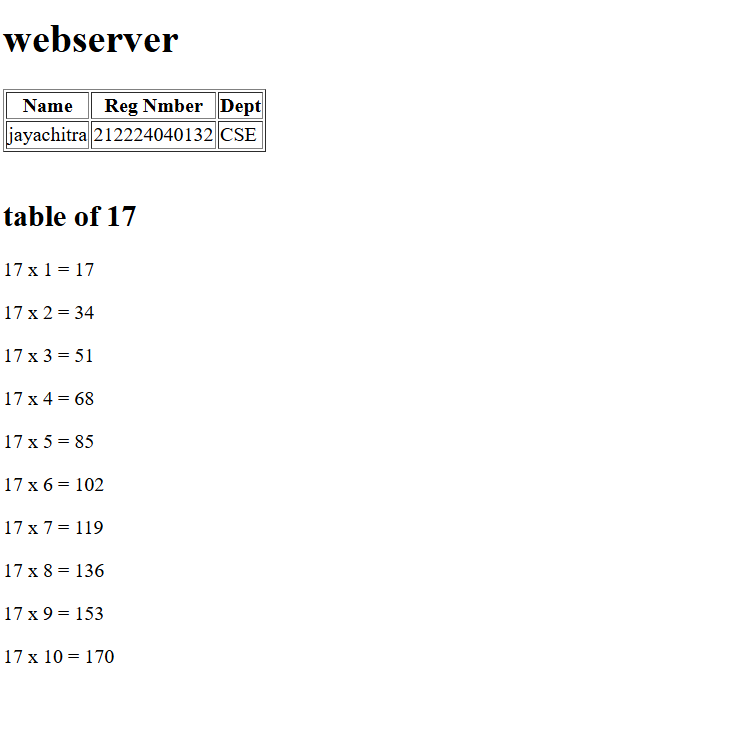 webserver
Name Reg Nmber Dept
jayachitra 212224040132 CSE
table of 17
17 x 1 = 17
17 x 2 = 34
17 x 3 = 51
17 x 4 = 68
17 x 5 = 85
17 x 6 = 102
17 x 7 = 119
17 x 8 = 136
17 x 9 = 153
17 x 10 = 170